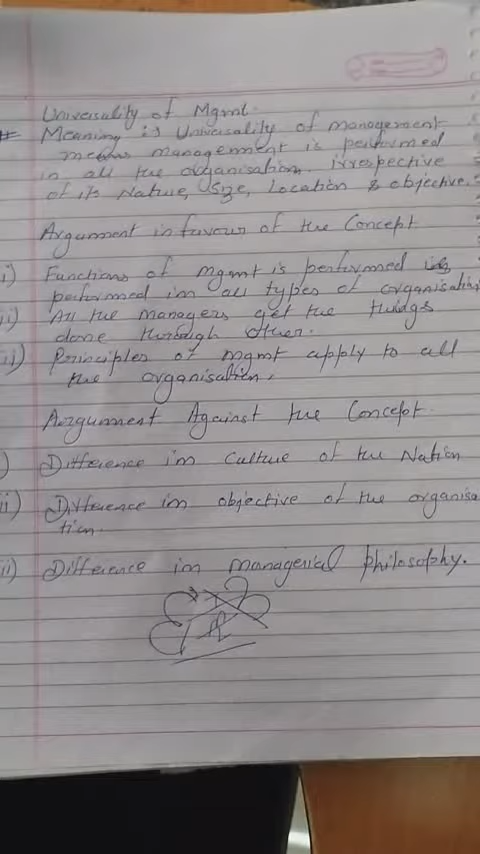 Universality of Mgmt.
# Meaning :) Universality of management
means management is performed
in all the organisation irrespective
of its Nature, Size, Location & objective.
Argument in favour of the Concept
i) Functions of mgmt is performed is
performed in all types of organisation
ii) All the managers get the things
done through other.
iii) Principles of mgmt apply to all
the organisation.
Argument Against the Concept.
i) Difference in Culture of the Nation
ii) Difference in objective of the organisa
tion.
iii) Difference in managerial philosophy.